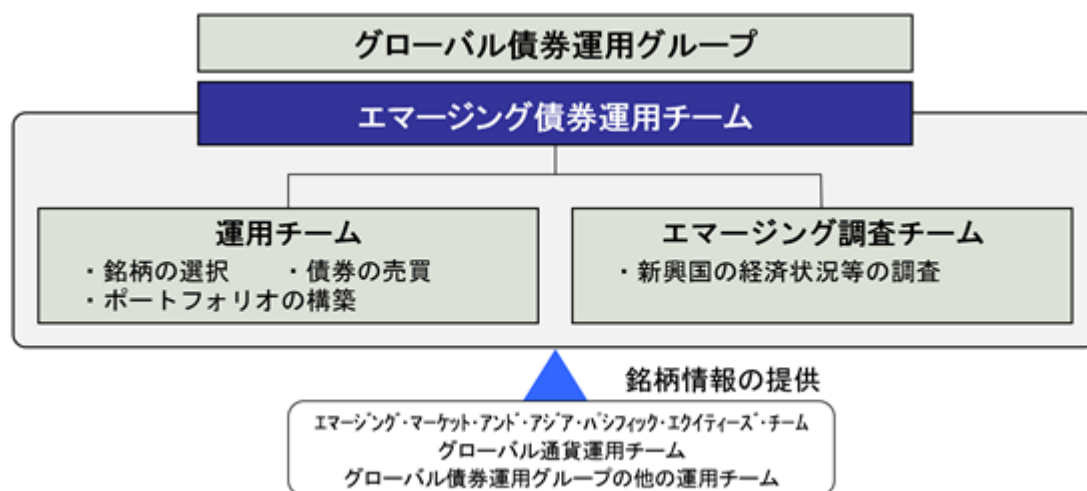 グローバル債券運用グループ
エマージング債券運用チーム
運用チーム
・銘柄の選択 ・債券の売買
・ポートフォリオの構築
エマージング調査チーム
・新興国の経済状況等の調査
銘柄情報の提供
ｴﾏｰｼﾞﾝｸﾞ・ﾏｰｹｯﾄ・ｱﾝﾄﾞ・ｱｼﾞｱ・ﾊﾟｼﾌｨｯｸ・ｴｸｲﾃｨｰｽﾞ・ﾁｰﾑ
グローバル通貨運用チーム
グローバル債券運用グループの他の運用チーム